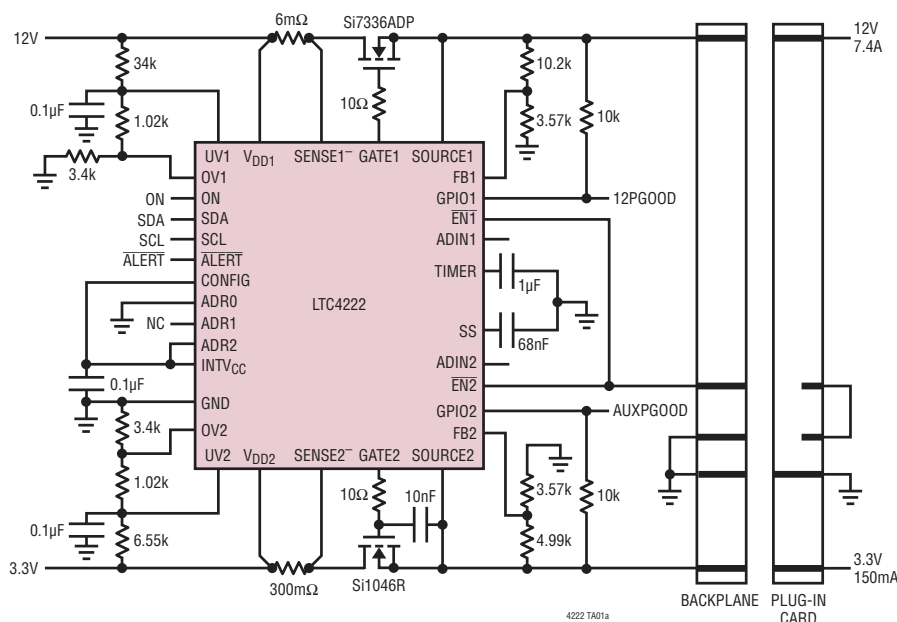 6mΩ
Si7336ADP
12V
12V
7.4A
34k
10.2k
0.1µF
10Ω
1.02k
3.57k
10k
3.4k
UV1 VDD1 SENSE1– GATE1 SOURCE1
OV1
FB1
ON
ON
GPIO1
12PGOOD
SDA
SDA
EN1
SCL
SCL
ADIN1
ALERT
ALERT
CONFIG
TIMER
1µF
ADR0
LTC4222
NC
ADR1
SS
ADR2
68nF
INTVCC
ADIN2
0.1µF
EN2
GND
GPIO2
AUXPGOOD
3.4k
OV2
FB2
UV2 VDD2 SENSE2– GATE2 SOURCE2
1.02k
10Ω
10nF
3.57k
10k
0.1µF
6.55k
4.99k
3.3V
3.3V
150mA
300mΩ
Si1046R
BACKPLANE
PLUG-IN
CARD
4222 TA01a